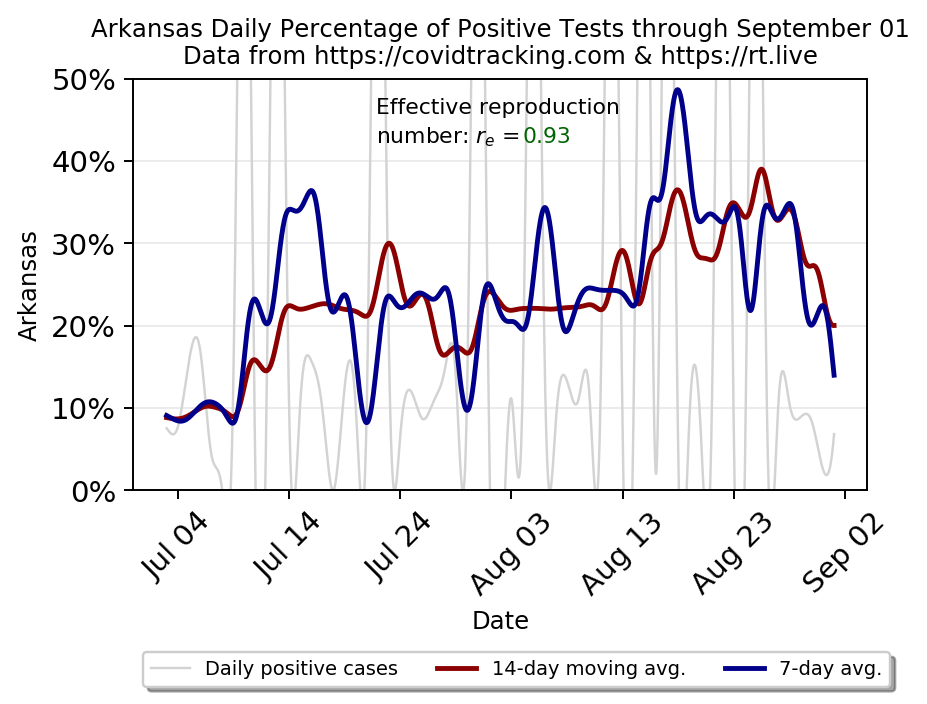 Arkansas Daily Percentage of Positive Tests through September 01
Data from https://covidtracking.com & https://rt.live
Effective reproduction
number: rₑ = 0.93
50%
40%
30%
20%
10%
0%
Arkansas
Jul 04
Jul 14
Jul 24
Aug 03
Aug 13
Aug 23
Sep 02
Date
Daily positive cases
14-day moving avg.
7-day avg.